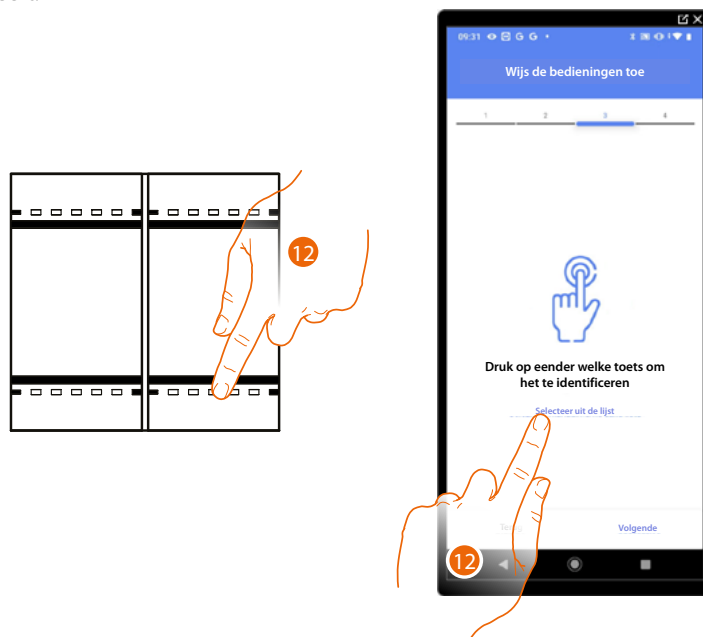 09:31
Wijs de bedieningen toe
1 2 3 4
12
Druk op eender welke toets om
het te identificeren
Selecteer uit de lijst
Volgende
12